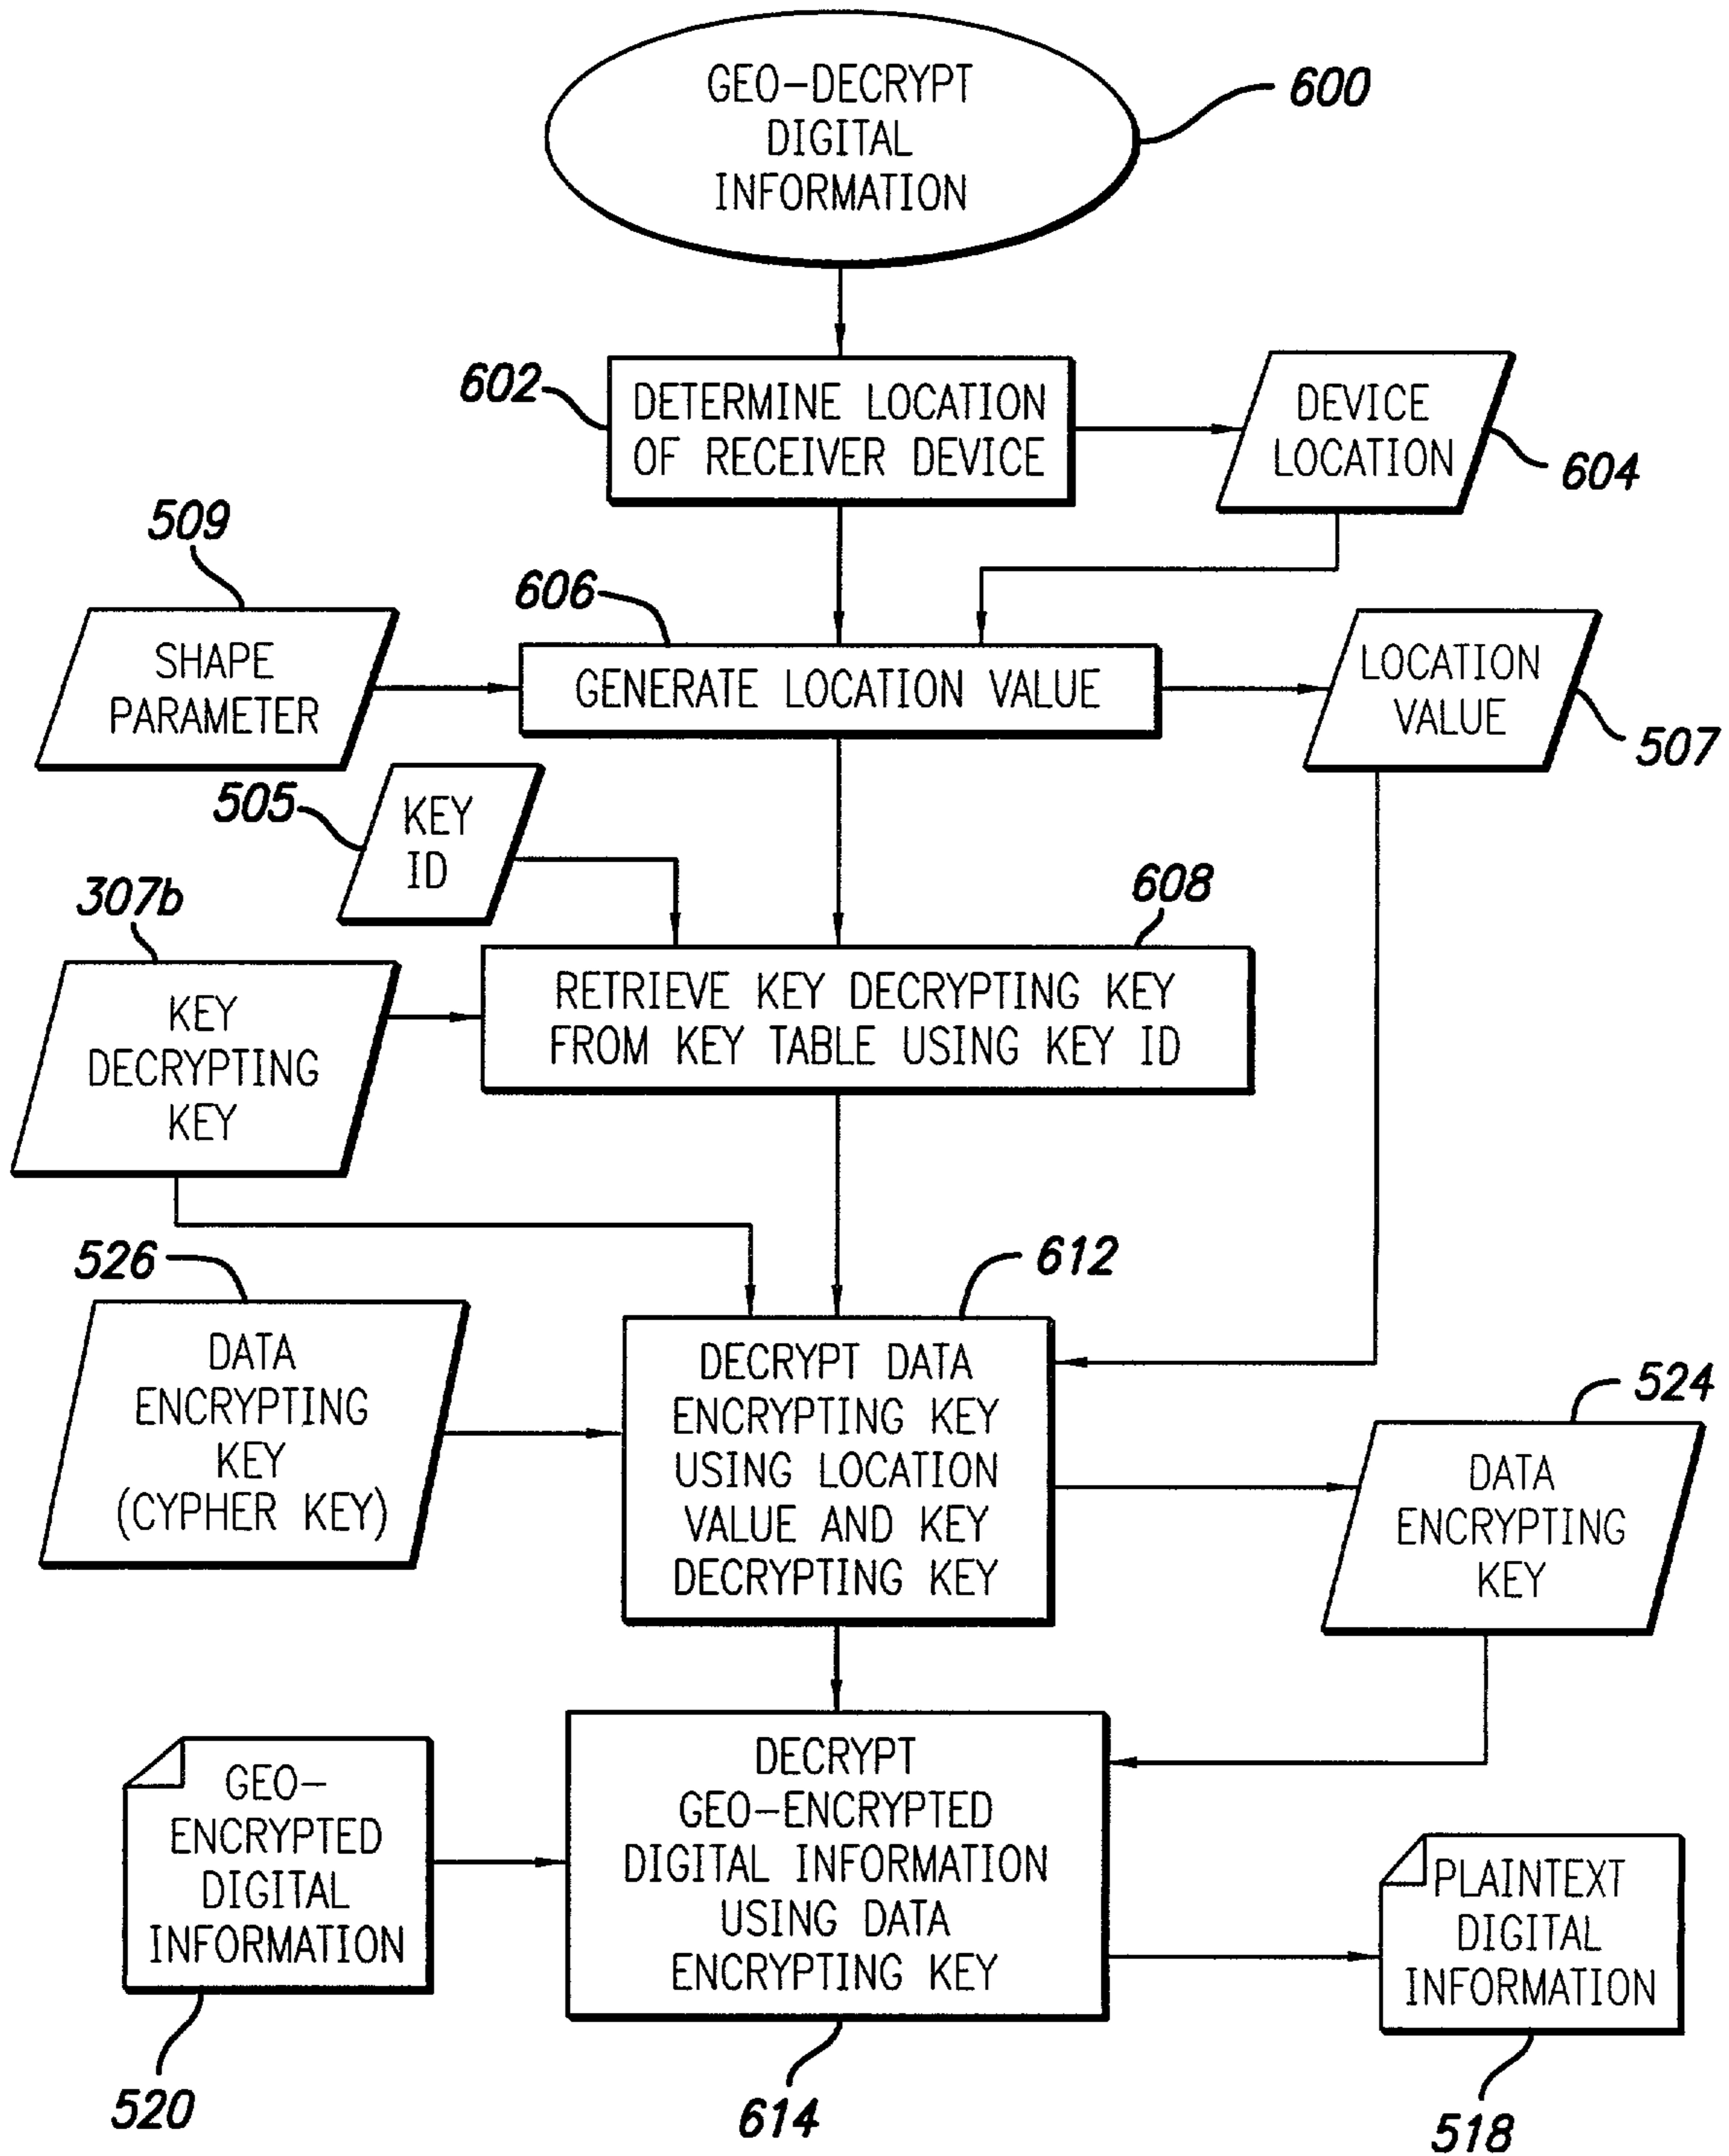 GEO-DECRYPT
DIGITAL
INFORMATION
600
602
DETERMINE LOCATION
OF RECEIVER DEVICE
DEVICE
LOCATION
604
509
SHAPE
PARAMETER
606
GENERATE LOCATION VALUE
LOCATION
VALUE
507
505
KEY
ID
307b
KEY
DECRYPTING
KEY
608
RETRIEVE KEY DECRYPTING KEY
FROM KEY TABLE USING KEY ID
526
DATA
ENCRYPTING
KEY
(CYPHER KEY)
612
DECRYPT DATA
ENCRYPTING KEY
USING LOCATION
VALUE AND KEY
DECRYPTING KEY
524
DATA
ENCRYPTING
KEY
GEO-
ENCRYPTED
DIGITAL
INFORMATION
520
DECRYPT
GEO-ENCRYPTED
DIGITAL INFORMATION
USING DATA
ENCRYPTING KEY
614
PLAINTEXT
DIGITAL
INFORMATION
518